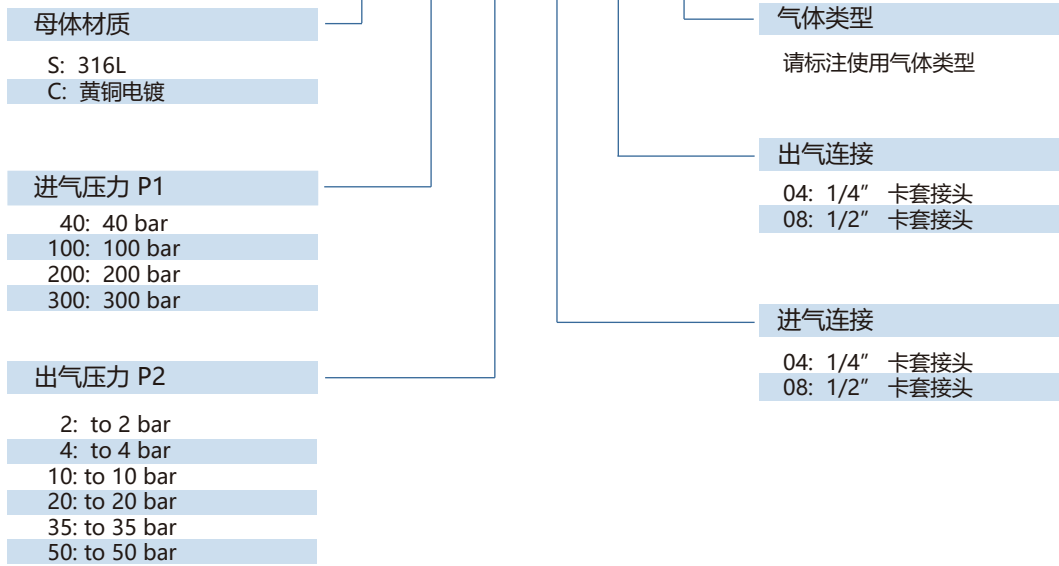 母体材质
S: 316L
C: 黄铜电镀
进气压力 P1
40: 40 bar
100: 100 bar
200: 200 bar
300: 300 bar
出气压力 P2
2: to 2 bar
4: to 4 bar
10: to 10 bar
20: to 20 bar
35: to 35 bar
50: to 50 bar
气体类型
请标注使用气体类型
出气连接
04: 1/4" 卡套接头
08: 1/2" 卡套接头
进气连接
04: 1/4" 卡套接头
08: 1/2" 卡套接头